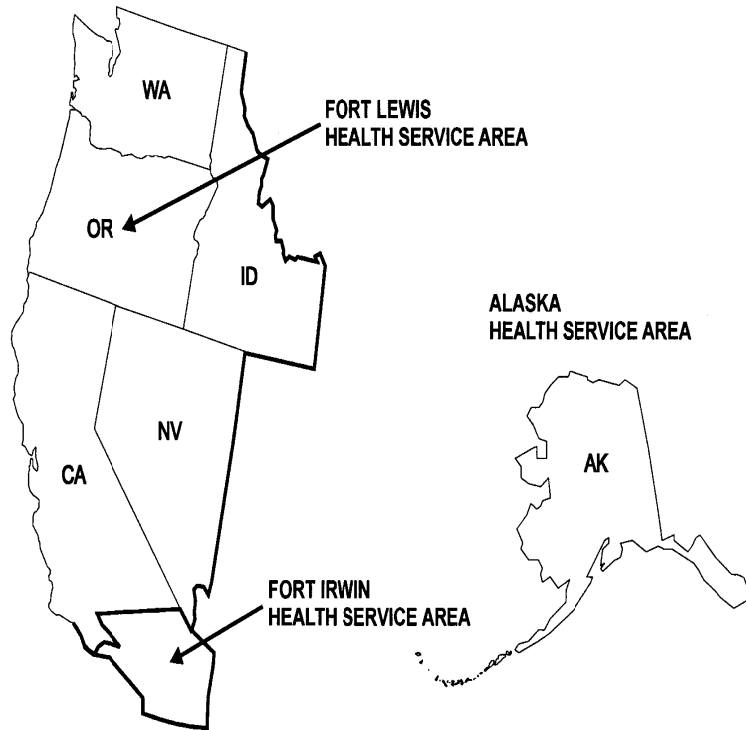 WA
FORT LEWIS
HEALTH SERVICE AREA
OR
ID
ALASKA
HEALTH SERVICE AREA
NV
CA
AK
FORT IRWIN
HEALTH SERVICE AREA